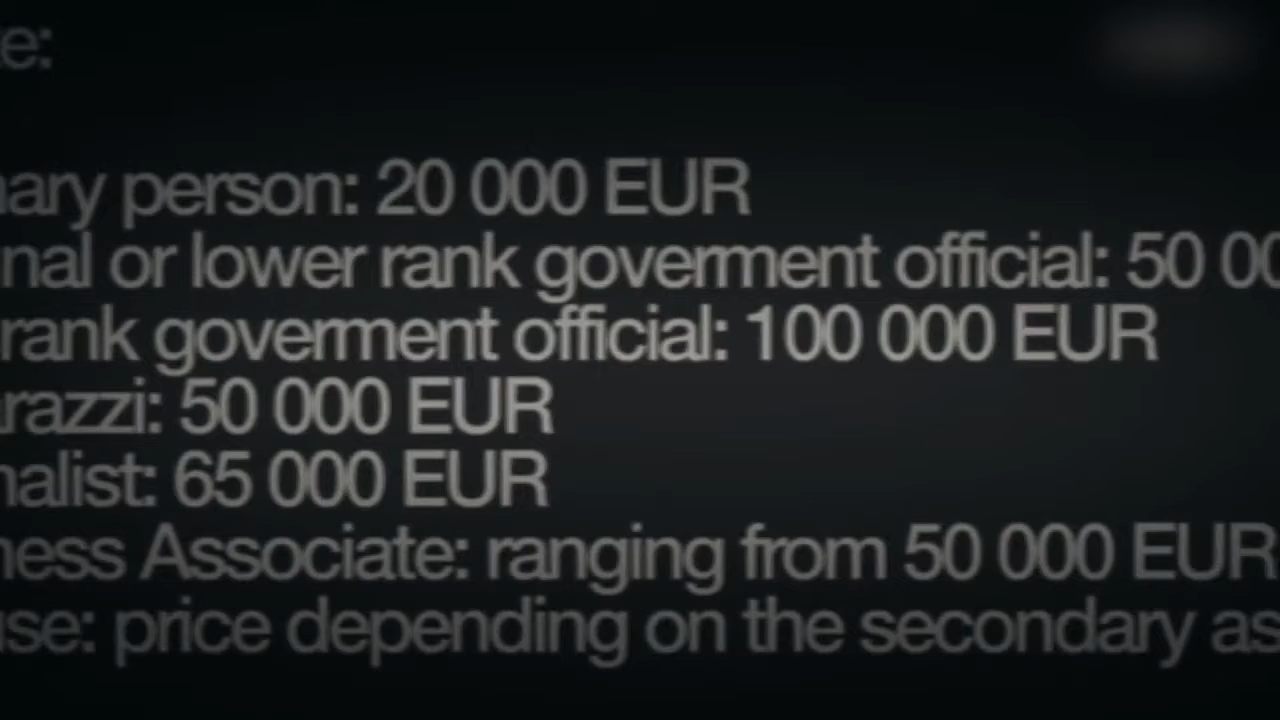 te:
nary person: 20 000 EUR
nal or lower rank goverment official: 50 00
rank goverment official: 100 000 EUR
arazzi: 50 000 EUR
nalist: 65 000 EUR
ness Associate: ranging from 50 000 EUR
use: price depending on the secondary as